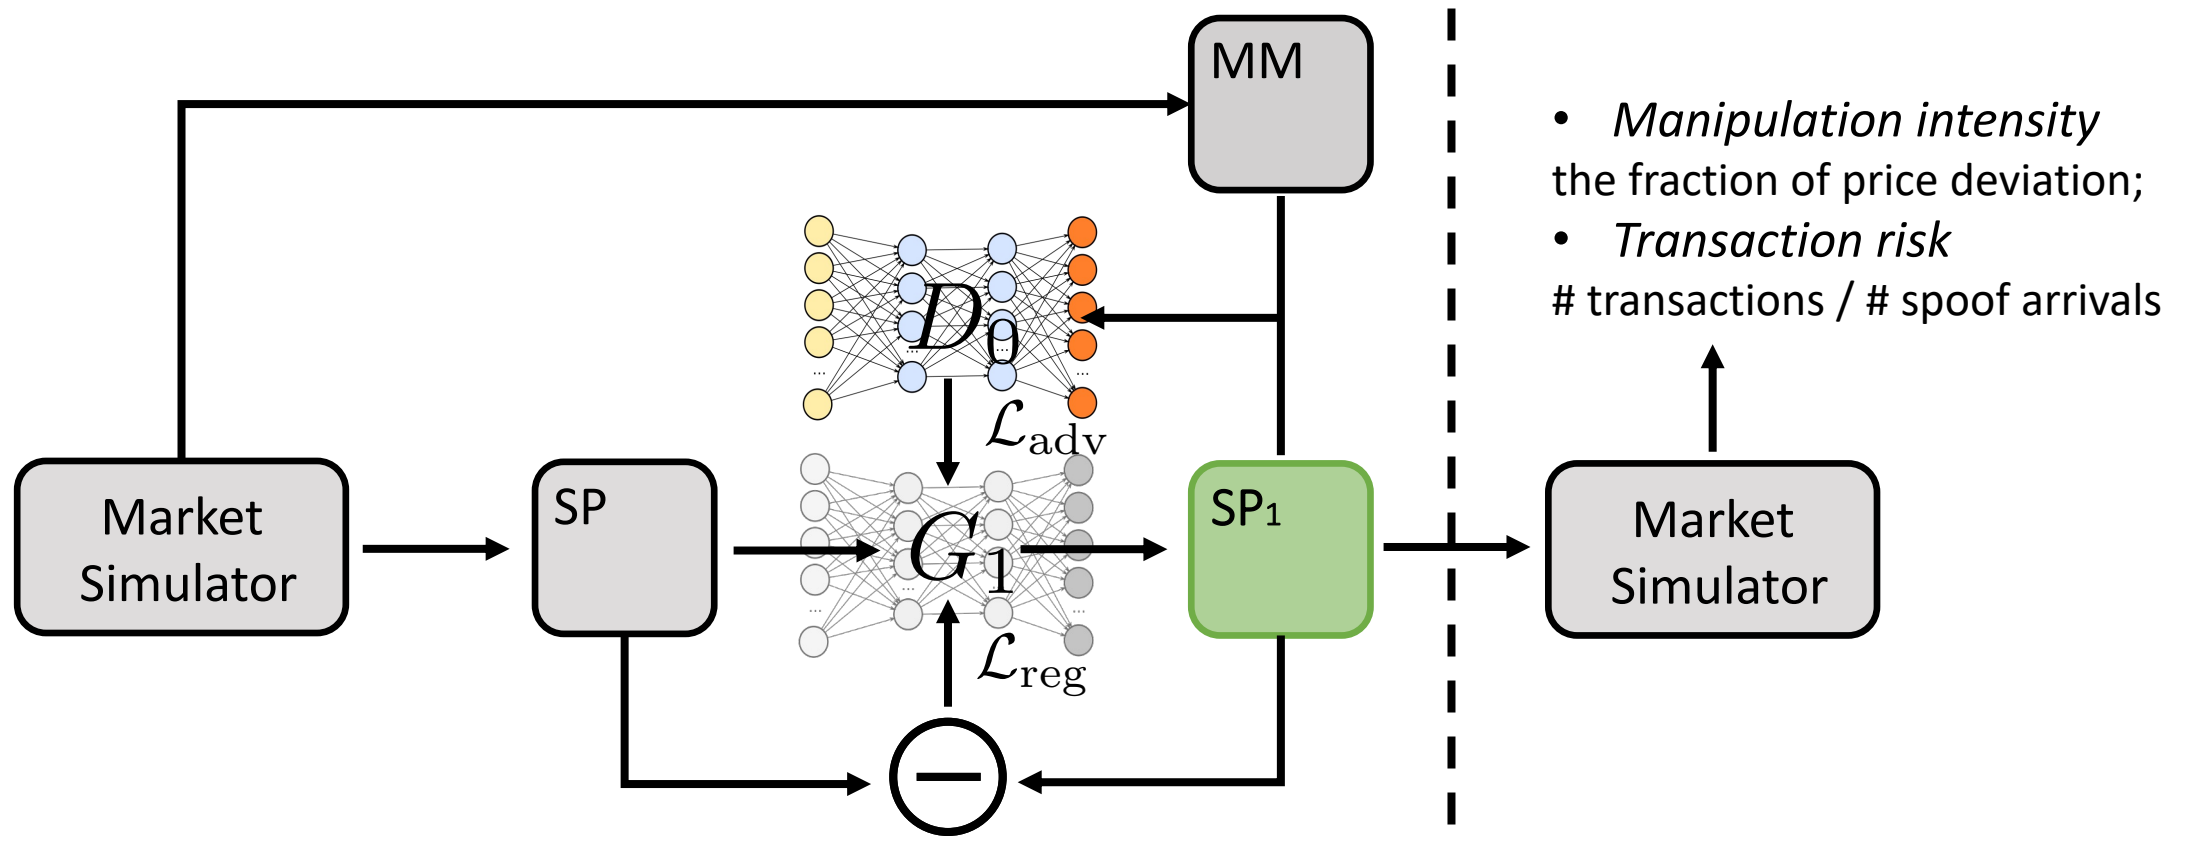 MM
• Manipulation intensity
the fraction of price deviation;
• Transaction risk
# transactions / # spoof arrivals
D0
...
...
...
...
ℒadv
Market
Simulator
SP
G1
...
...
...
...
SP1
Market
Simulator
ℒreg
−